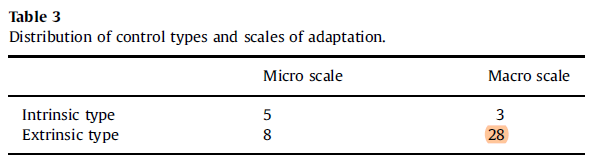 Table 3
Distribution of control types and scales of adaptation.
Micro scale Macro scale
Intrinsic type 5 3
Extrinsic type 8 28